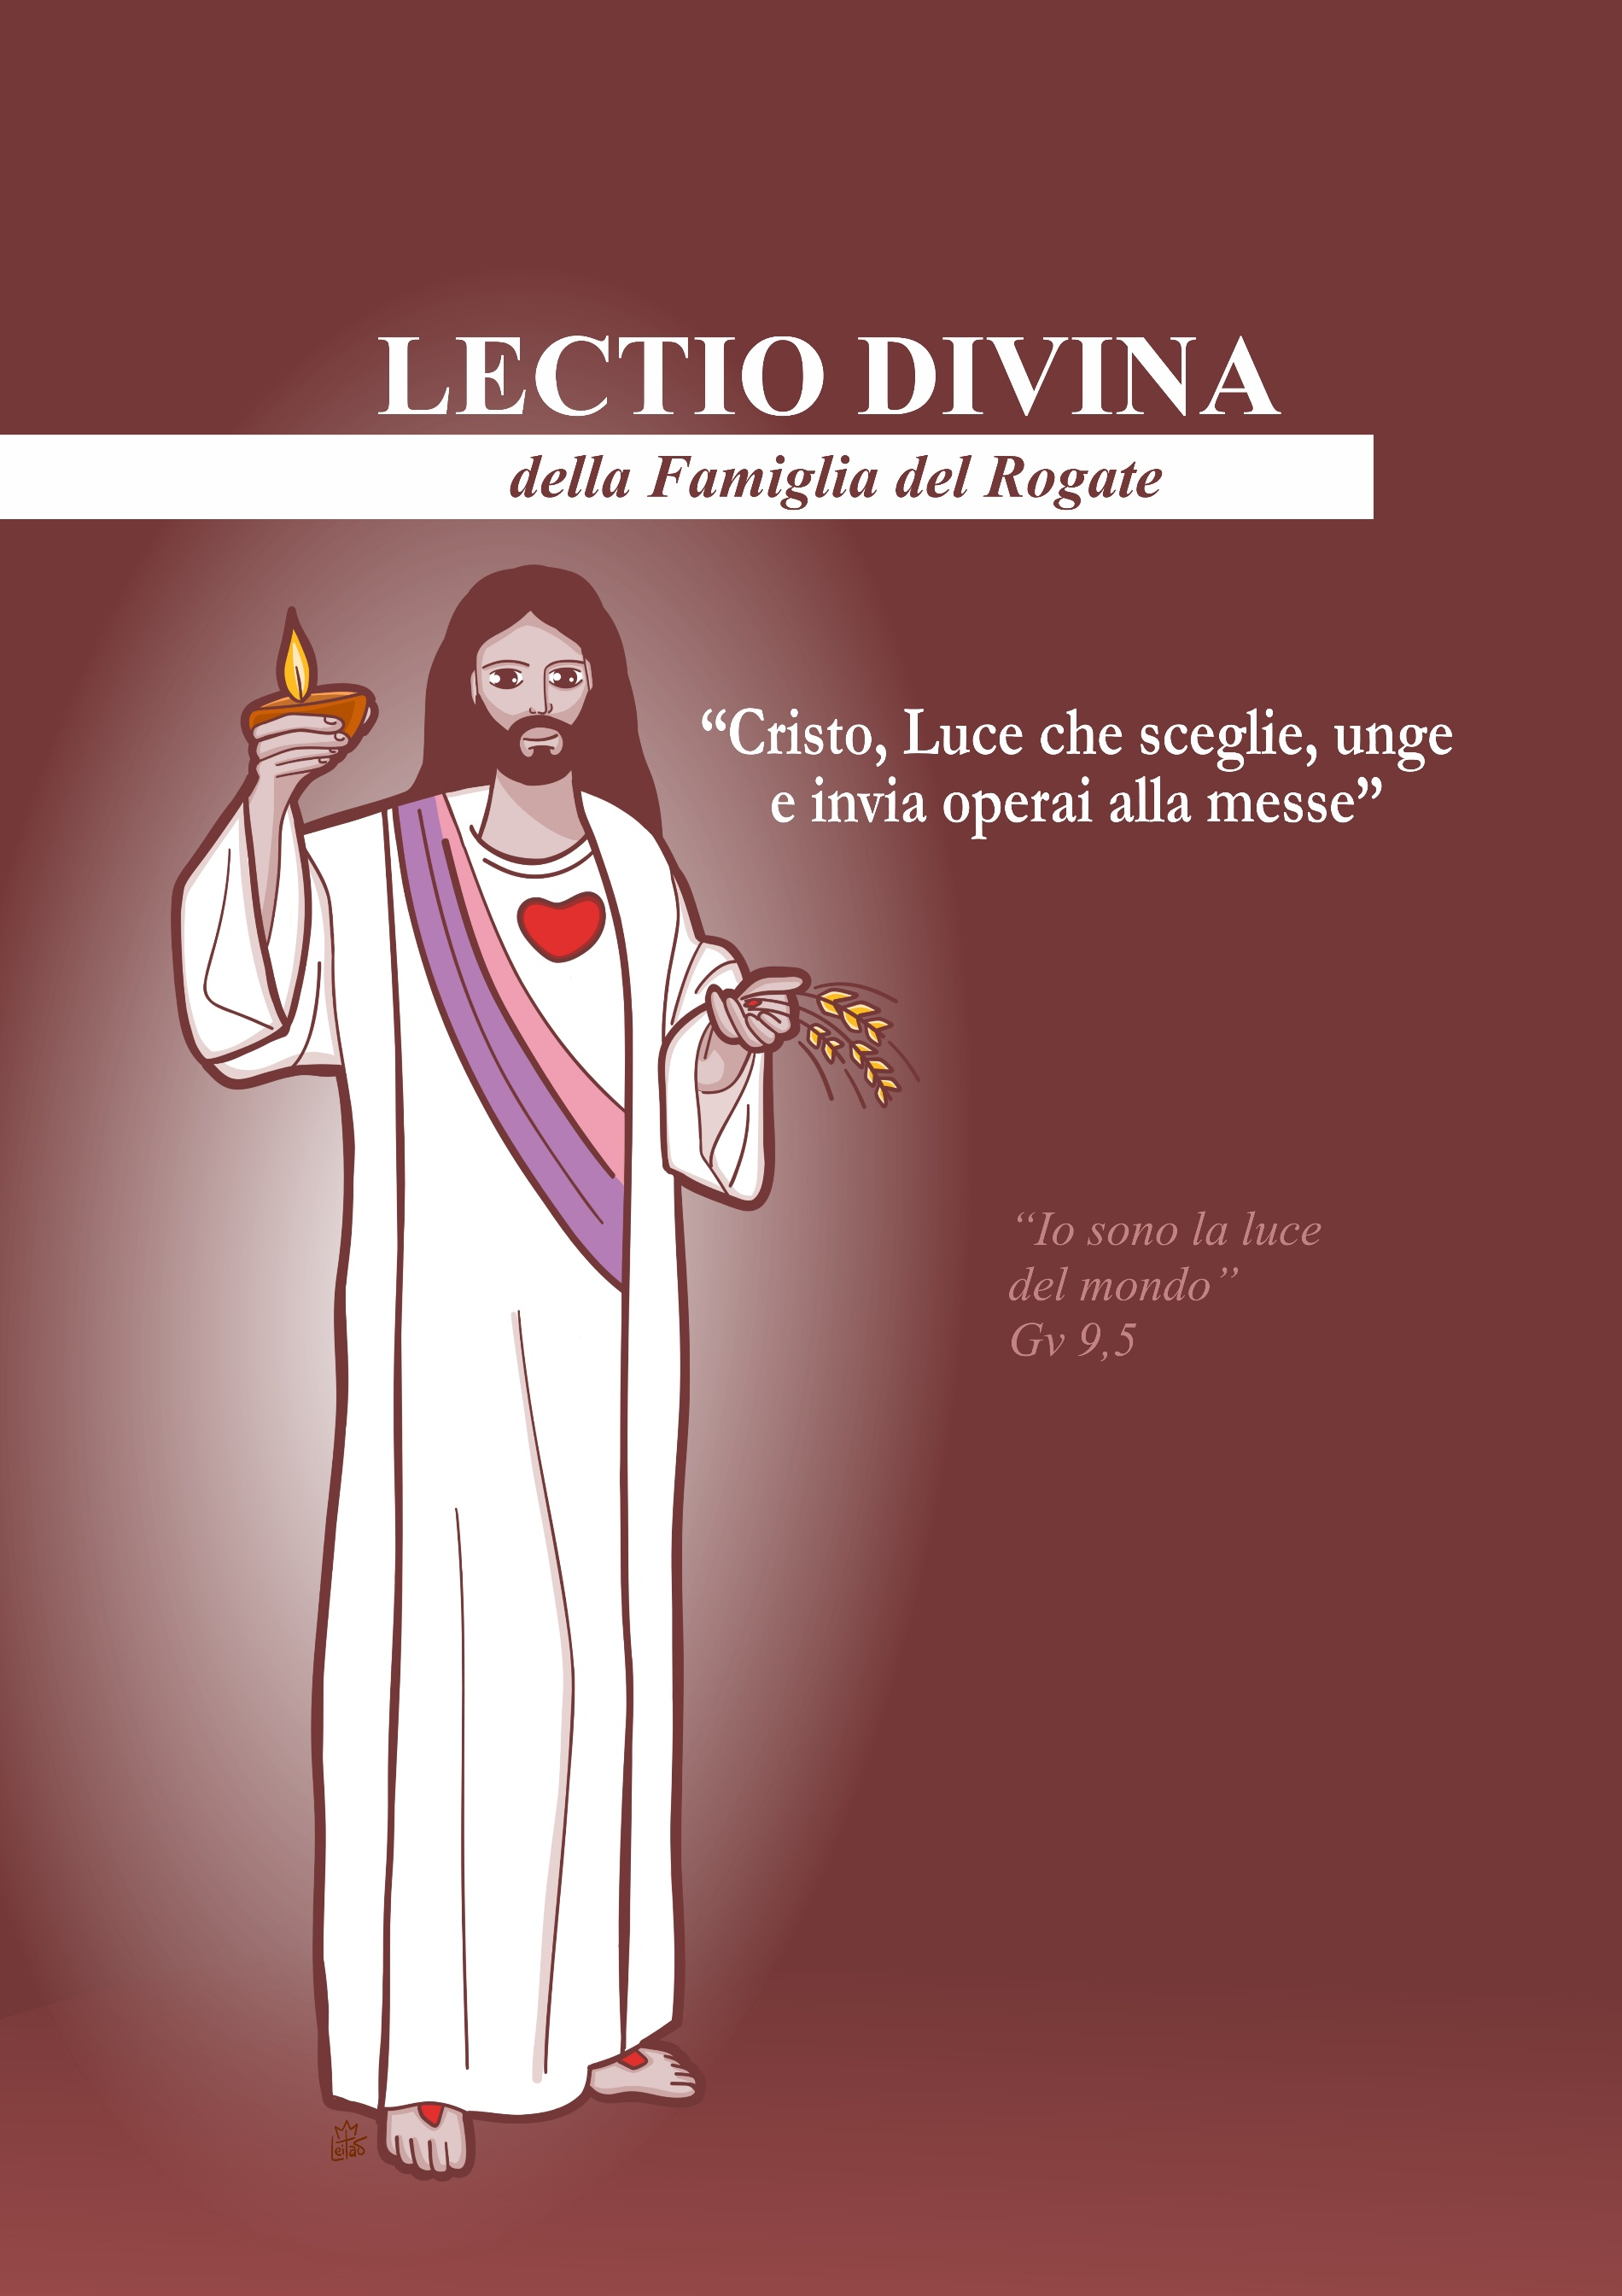 LECTIO DIVINA
della Famiglia del Rogate
“Cristo, Luce che sceglie, unge
e invia operai alla messe”
“Io sono la luce
del mondo”
Gv 9,5
Leitas